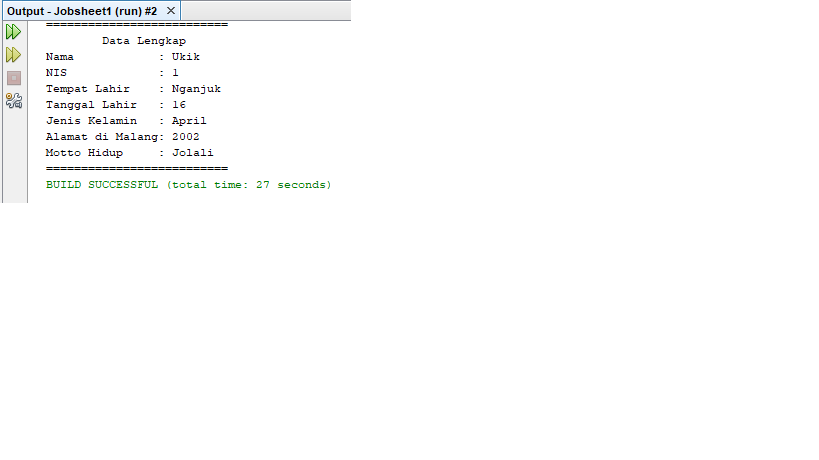 Output - Jobsheet1 (run) #2 ×
==========================
        Data Lengkap
Nama            : Ukik
NIS             : 1
Tempat Lahir    : Nganjuk
Tanggal Lahir   : 16
Jenis Kelamin   : April
Alamat di Malang: 2002
Motto Hidup     : Jolali
==========================
BUILD SUCCESSFUL (total time: 27 seconds)